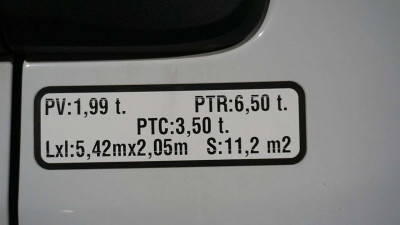 PV:1,99 t. PTR:6,50 t.
PTC:3,50 t.
Lxl:5,42mx2,05m S:11,2 m2